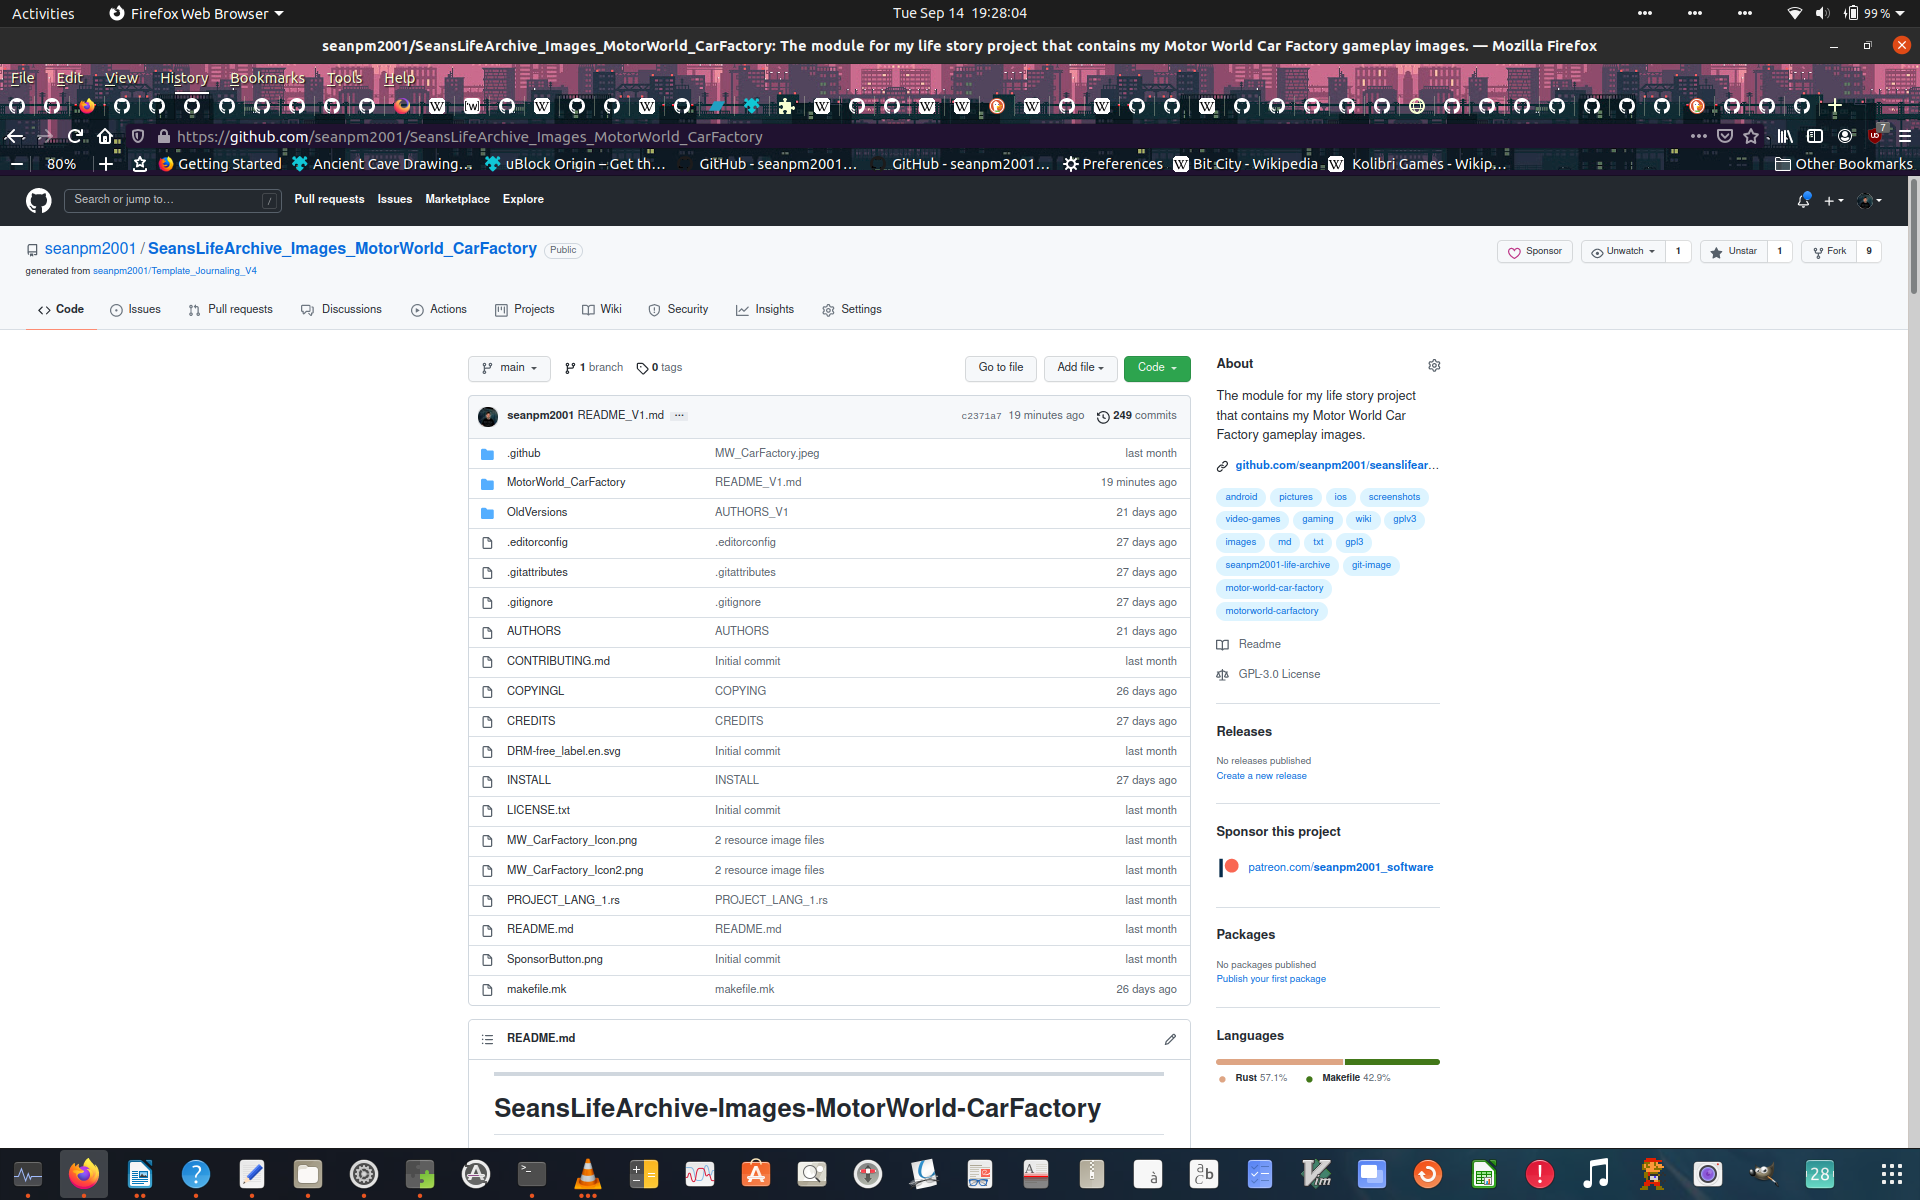 Activities Firefox Web Browser Tue Sep 14 19:28:04 99 %
seanpm2001/SeansLifeArchive_Images_MotorWorld_CarFactory: The module for my life story project that contains my Motor World Car Factory gameplay images. — Mozilla Firefox
File Edit View History Bookmarks Tools Help
https://github.com/seanpm2001/SeansLifeArchive_Images_MotorWorld_CarFactory 7
80% Getting Started Ancient Cave Drawing… uBlock Origin – Get th… GitHub - seanpm2001… GitHub - seanpm2001… Preferences Bit City - Wikipedia Kolibri Games - Wikip… Other Bookmarks
Search or jump to… / Pull requests Issues Marketplace Explore
seanpm2001 / SeansLifeArchive_Images_MotorWorld_CarFactory Public Sponsor Unwatch 1 Unstar 1 Fork 9
generated from seanpm2001/Template_Journaling_V4
Code Issues Pull requests Discussions Actions Projects Wiki Security Insights Settings
main 1 branch 0 tags Go to file Add file Code
seanpm2001 README_V1.md c2371a7 19 minutes ago 249 commits
.github MW_CarFactory.jpeg last month
MotorWorld_CarFactory README_V1.md 19 minutes ago
OldVersions AUTHORS_V1 21 days ago
.editorconfig .editorconfig 27 days ago
.gitattributes .gitattributes 27 days ago
.gitignore .gitignore 27 days ago
AUTHORS AUTHORS 21 days ago
CONTRIBUTING.md Initial commit last month
COPYINGL COPYING 26 days ago
CREDITS CREDITS 27 days ago
DRM-free_label.en.svg Initial commit last month
INSTALL INSTALL 27 days ago
LICENSE.txt Initial commit last month
MW_CarFactory_Icon.png 2 resource image files last month
MW_CarFactory_Icon2.png 2 resource image files last month
PROJECT_LANG_1.rs PROJECT_LANG_1.rs last month
README.md README.md last month
SponsorButton.png Initial commit last month
makefile.mk makefile.mk 26 days ago
README.md
SeansLifeArchive-Images-MotorWorld-CarFactory
About
The module for my life story project
that contains my Motor World Car
Factory gameplay images.
github.com/seanpm2001/seanslifear…
android pictures ios screenshots
video-games gaming wiki gplv3
images md txt gpl3
seanpm2001-life-archive git-image
motor-world-car-factory
motorworld-carfactory
Readme
GPL-3.0 License
Releases
No releases published
Create a new release
Sponsor this project
patreon.com/seanpm2001_software
Packages
No packages published
Publish your first package
Languages
Rust 57.1% Makefile 42.9%
28